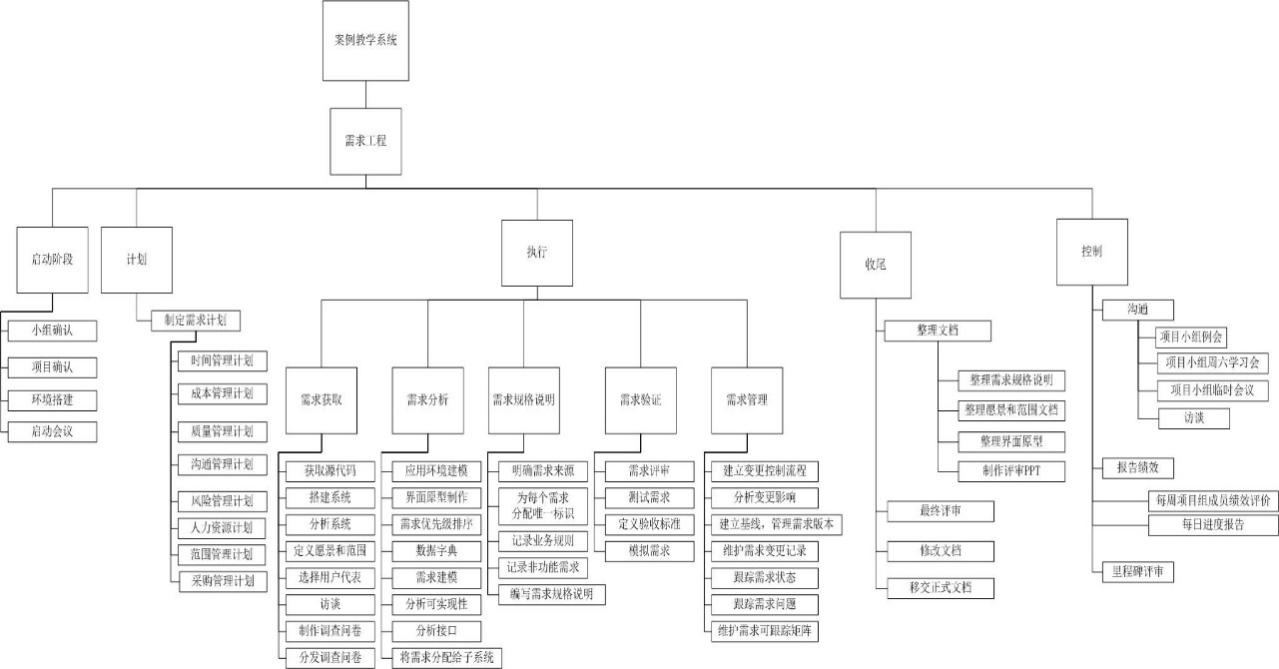 案例教学系统
需求工程
启动阶段
小组确认
项目确认
环境搭建
启动会议
计划
制定需求计划
时间管理计划
成本管理计划
质量管理计划
沟通管理计划
风险管理计划
人力资源计划
范围管理计划
采购管理计划
执行
需求获取
获取源代码
搭建系统
分析系统
定义愿景和范围
选择用户代表
访谈
制作调查问卷
分发调查问卷
需求分析
应用环境建模
界面原型制作
需求优先级排序
数据字典
需求建模
分析可实现性
分析接口
将需求分配给子系统
需求规格说明
明确需求来源
为每个需求
分配唯一标识
记录业务规则
记录非功能需求
编写需求规格说明
需求验证
需求评审
测试需求
定义验收标准
模拟需求
需求管理
建立变更控制流程
分析变更影响
建立基线，管理需求版本
维护需求变更记录
跟踪需求状态
跟踪需求问题
维护需求可跟踪矩阵
收尾
整理文档
整理需求规格说明
整理愿景和范围文档
整理界面原型
制作评审PPT
最终评审
修改文档
移交正式文档
控制
沟通
项目小组例会
项目小组周六学习会
项目小组临时会议
访谈
报告绩效
每周项目组成员绩效评价
每日进度报告
里程碑评审